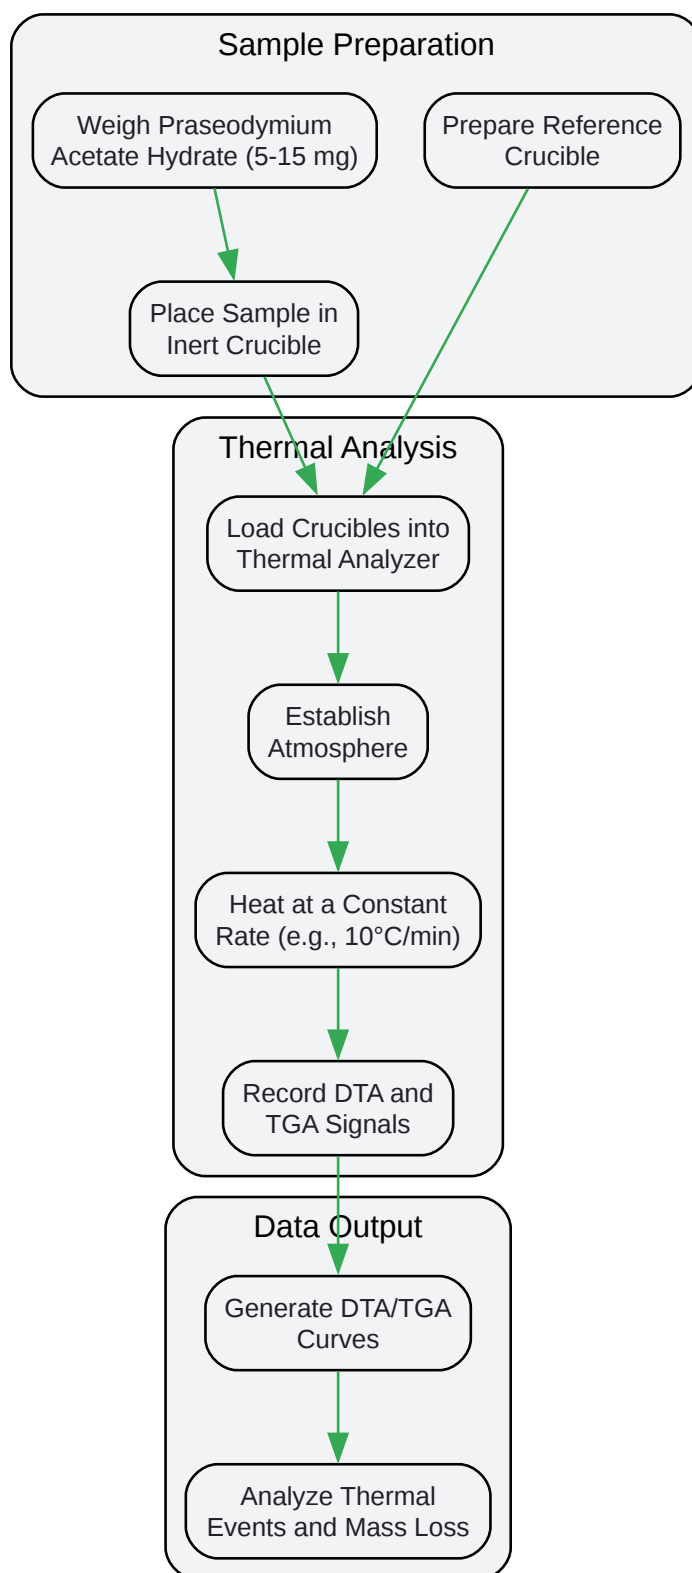 Sample Preparation
Weigh Praseodymium
Acetate Hydrate (5-15 mg)
Prepare Reference
Crucible
Place Sample in
Inert Crucible
Thermal Analysis
Load Crucibles into
Thermal Analyzer
Establish
Atmosphere
Heat at a Constant
Rate (e.g., 10°C/min)
Record DTA and
TGA Signals
Data Output
Generate DTA/TGA
Curves
Analyze Thermal
Events and Mass Loss